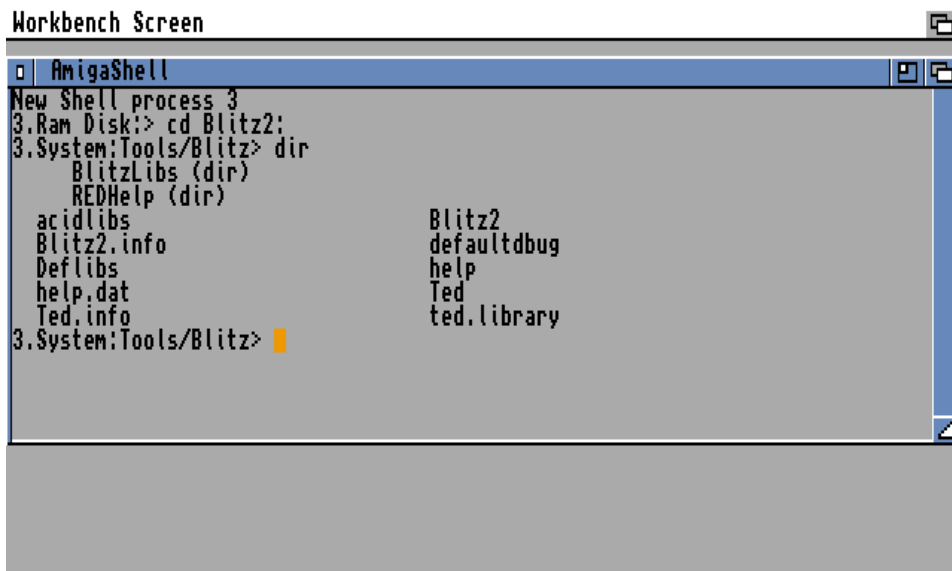 Workbench Screen
AmigaShell
New Shell process 3
3.Ram Disk:> cd Blitz2:
3.System:Tools/Blitz> dir
BlitzLibs (dir)
REDHelp (dir)
acidlibs Blitz2
Blitz2.info defaultdbug
Deflibs help
help.dat Ted
Ted.info ted.library
3.System:Tools/Blitz>